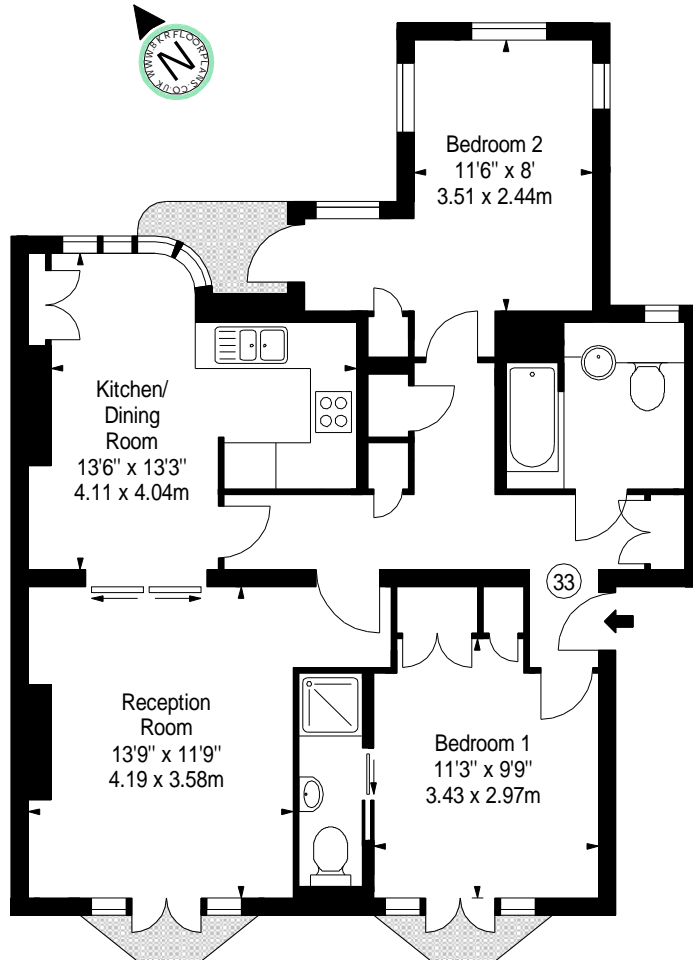 WWW.BKRFLOORPLANS.CO.UK
N
Bedroom 2
11'6" x 8'
3.51 x 2.44m
Kitchen/
Dining
Room
13'6" x 13'3"
4.11 x 4.04m
33
Reception
Room
13'9" x 11'9"
4.19 x 3.58m
Bedroom 1
11'3" x 9'9"
3.43 x 2.97m